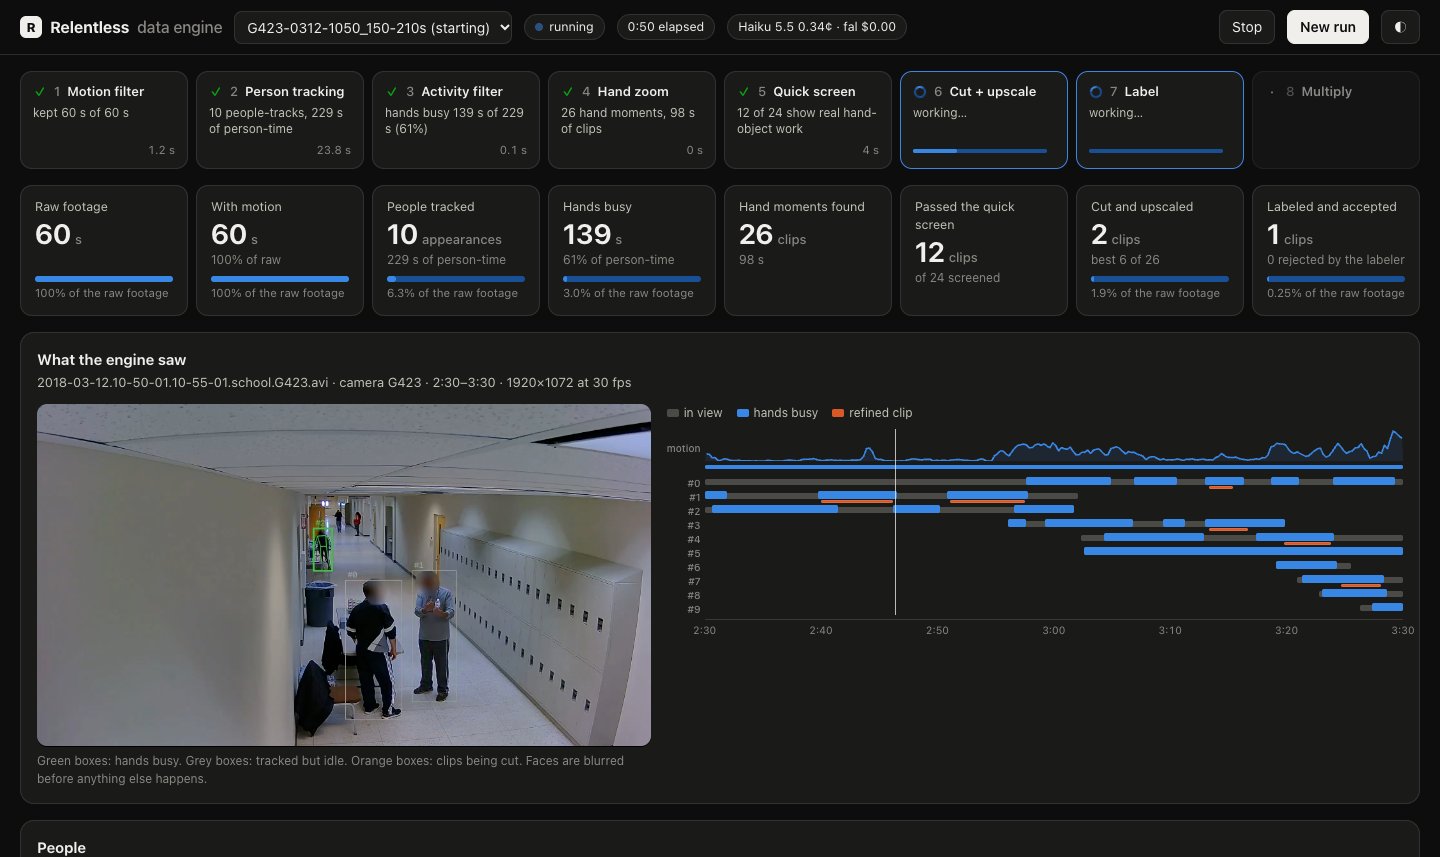 R Relentless data engine G423-0312-1050_150-210s (starting) running 0:50 elapsed Haiku 5.5 0.34¢ · fal $0.00 Stop New run
✓ 1 Motion filter
kept 60 s of 60 s
1.2 s
✓ 2 Person tracking
10 people-tracks, 229 s
of person-time
23.8 s
✓ 3 Activity filter
hands busy 139 s of 229
s (61%)
0.1 s
✓ 4 Hand zoom
26 hand moments, 98 s
of clips
0 s
✓ 5 Quick screen
12 of 24 show real hand-
object work
4 s
6 Cut + upscale
working...
7 Label
working...
· 8 Multiply
Raw footage
60 s
100% of the raw footage
With motion
60 s
100% of raw
100% of the raw footage
People tracked
10 appearances
229 s of person-time
6.3% of the raw footage
Hands busy
139 s
61% of person-time
3.0% of the raw footage
Hand moments found
26 clips
98 s
Passed the quick
screen
12 clips
of 24 screened
Cut and upscaled
2 clips
best 6 of 26
1.9% of the raw footage
Labeled and accepted
1 clips
0 rejected by the labeler
0.25% of the raw footage
What the engine saw
2018-03-12.10-50-01.10-55-01.school.G423.avi · camera G423 · 2:30–3:30 · 1920×1072 at 30 fps
#2
#0
#1
Green boxes: hands busy. Grey boxes: tracked but idle. Orange boxes: clips being cut. Faces are blurred
before anything else happens.
in view hands busy refined clip
motion
#0
#1
#2
#3
#4
#5
#6
#7
#8
#9
2:30 2:40 2:50 3:00 3:10 3:20 3:30
People